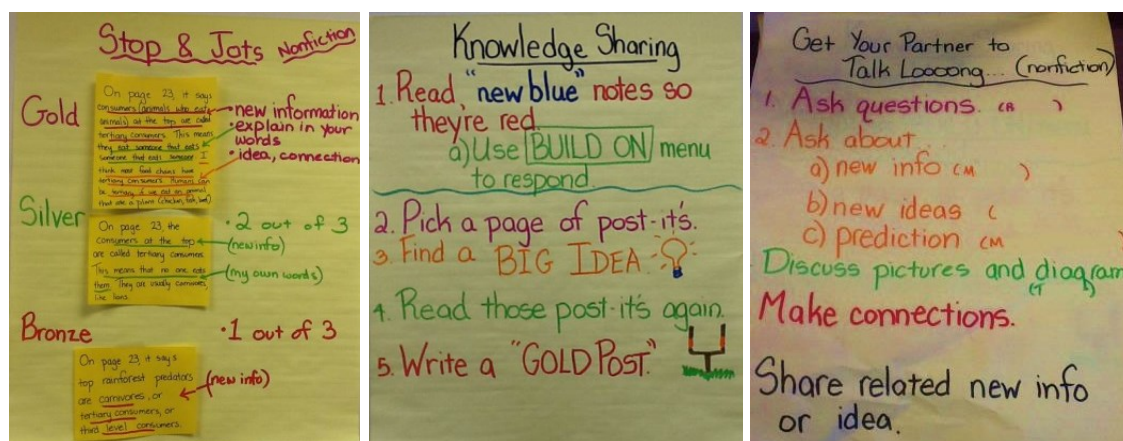 Stop & Jots Nonfiction
Gold
On page 23, it says
consumers (animals who eat
animals) at the top are called
tertiary consumers. This means
they eat someone that eats
someone that eats someone I
think most food chains have
tertiary consumers. Humans can
be tertiary if we eat an animal
that ate a plant (chicken, fish, beef)
• new information
• explain in your
words
• idea, connection
Silver
On page 23, the
consumers at the top
are called tertiary consumers
This means that no one eats
them. They are usually carnivores,
like lions.
• 2 out of 3
(new info)
(my own words)
Bronze
• 1 out of 3
On page 23, it says
top rainforest predators
are carnivores, or
tertiary consumers, or
third level consumers.
(new info)
Knowledge Sharing
1. Read "new blue" notes so
they're red.
a) Use BUILD ON menu
to respond.
2. Pick a page of post-it's.
3. Find a BIG IDEA
4. Read those post-it's again.
5. Write a "GOLD POST."
Get Your Partner to
Talk Loooong... (nonfiction)
1. Ask questions. (R )
2. Ask about...
a) new info (M )
b) new ideas (
c) prediction (M )
Discuss pictures and diagram
(T )
Make connections.
Share related new info
or idea.